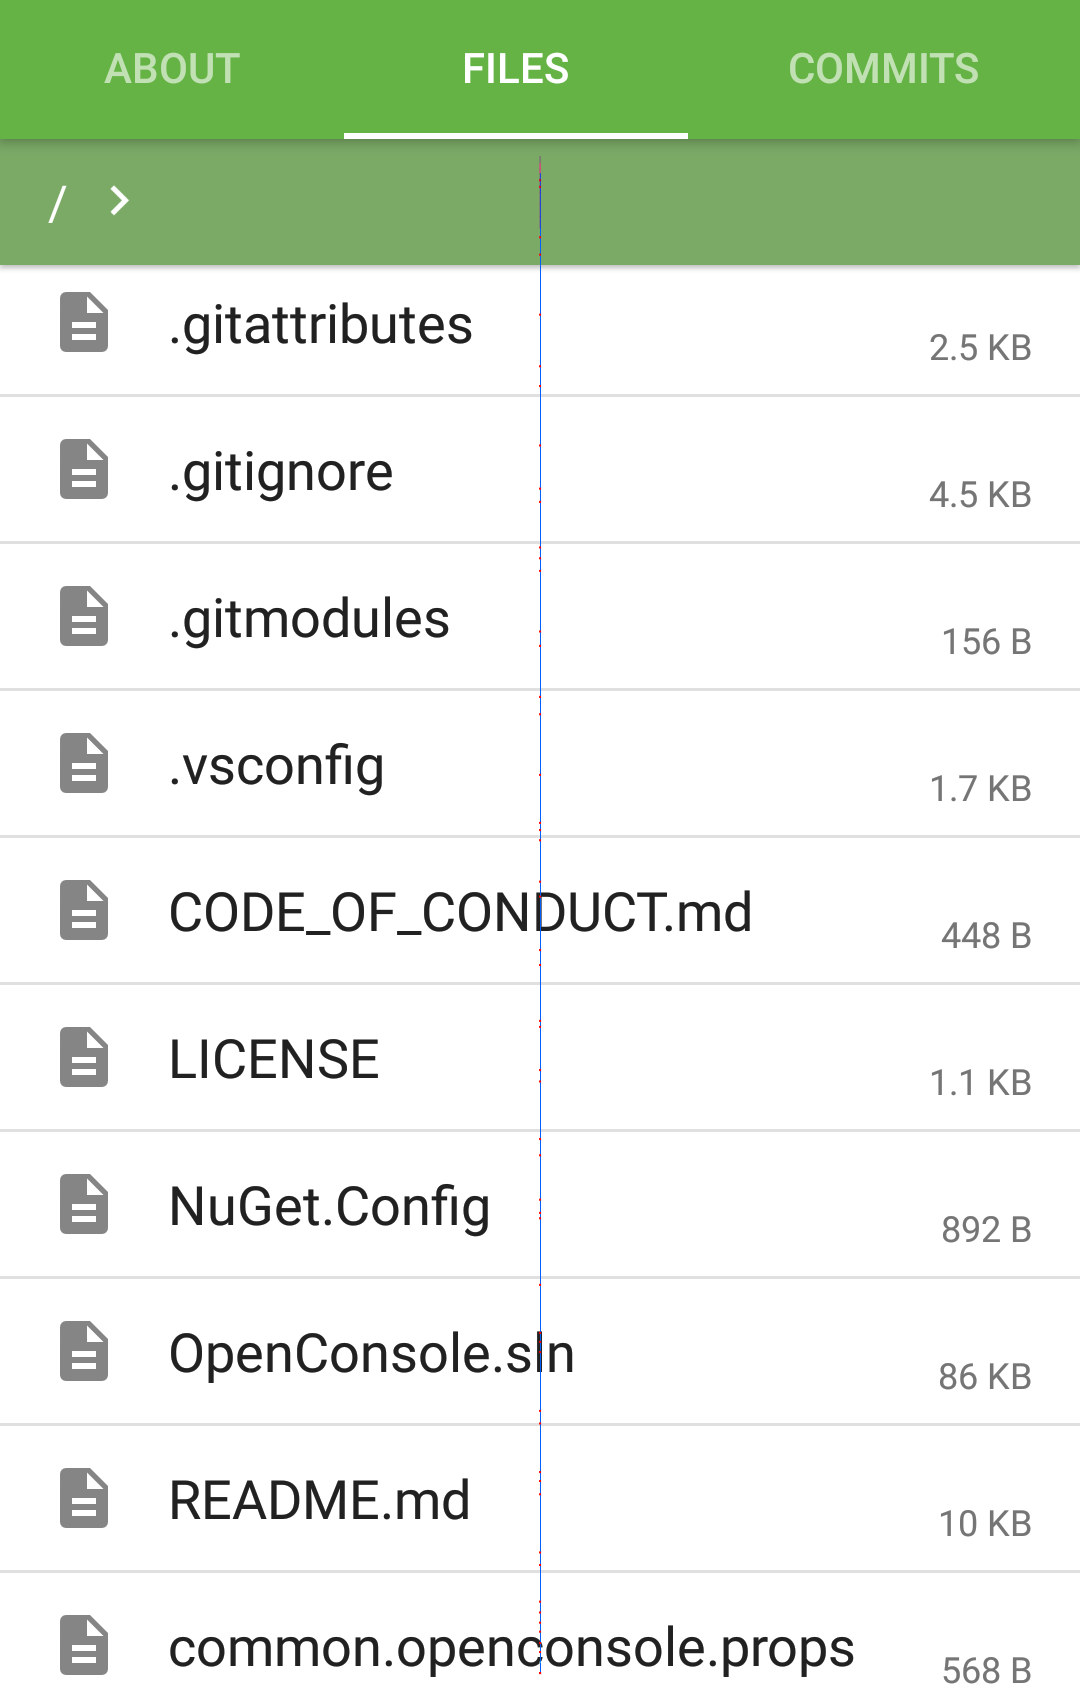 ABOUT FILES COMMITS
/ >
.gitattributes 2.5 KB
.gitignore 4.5 KB
.gitmodules 156 B
.vsconfig 1.7 KB
CODE_OF_CONDUCT.md 448 B
LICENSE 1.1 KB
NuGet.Config 892 B
OpenConsole.sln 86 KB
README.md 10 KB
common.openconsole.props 568 B